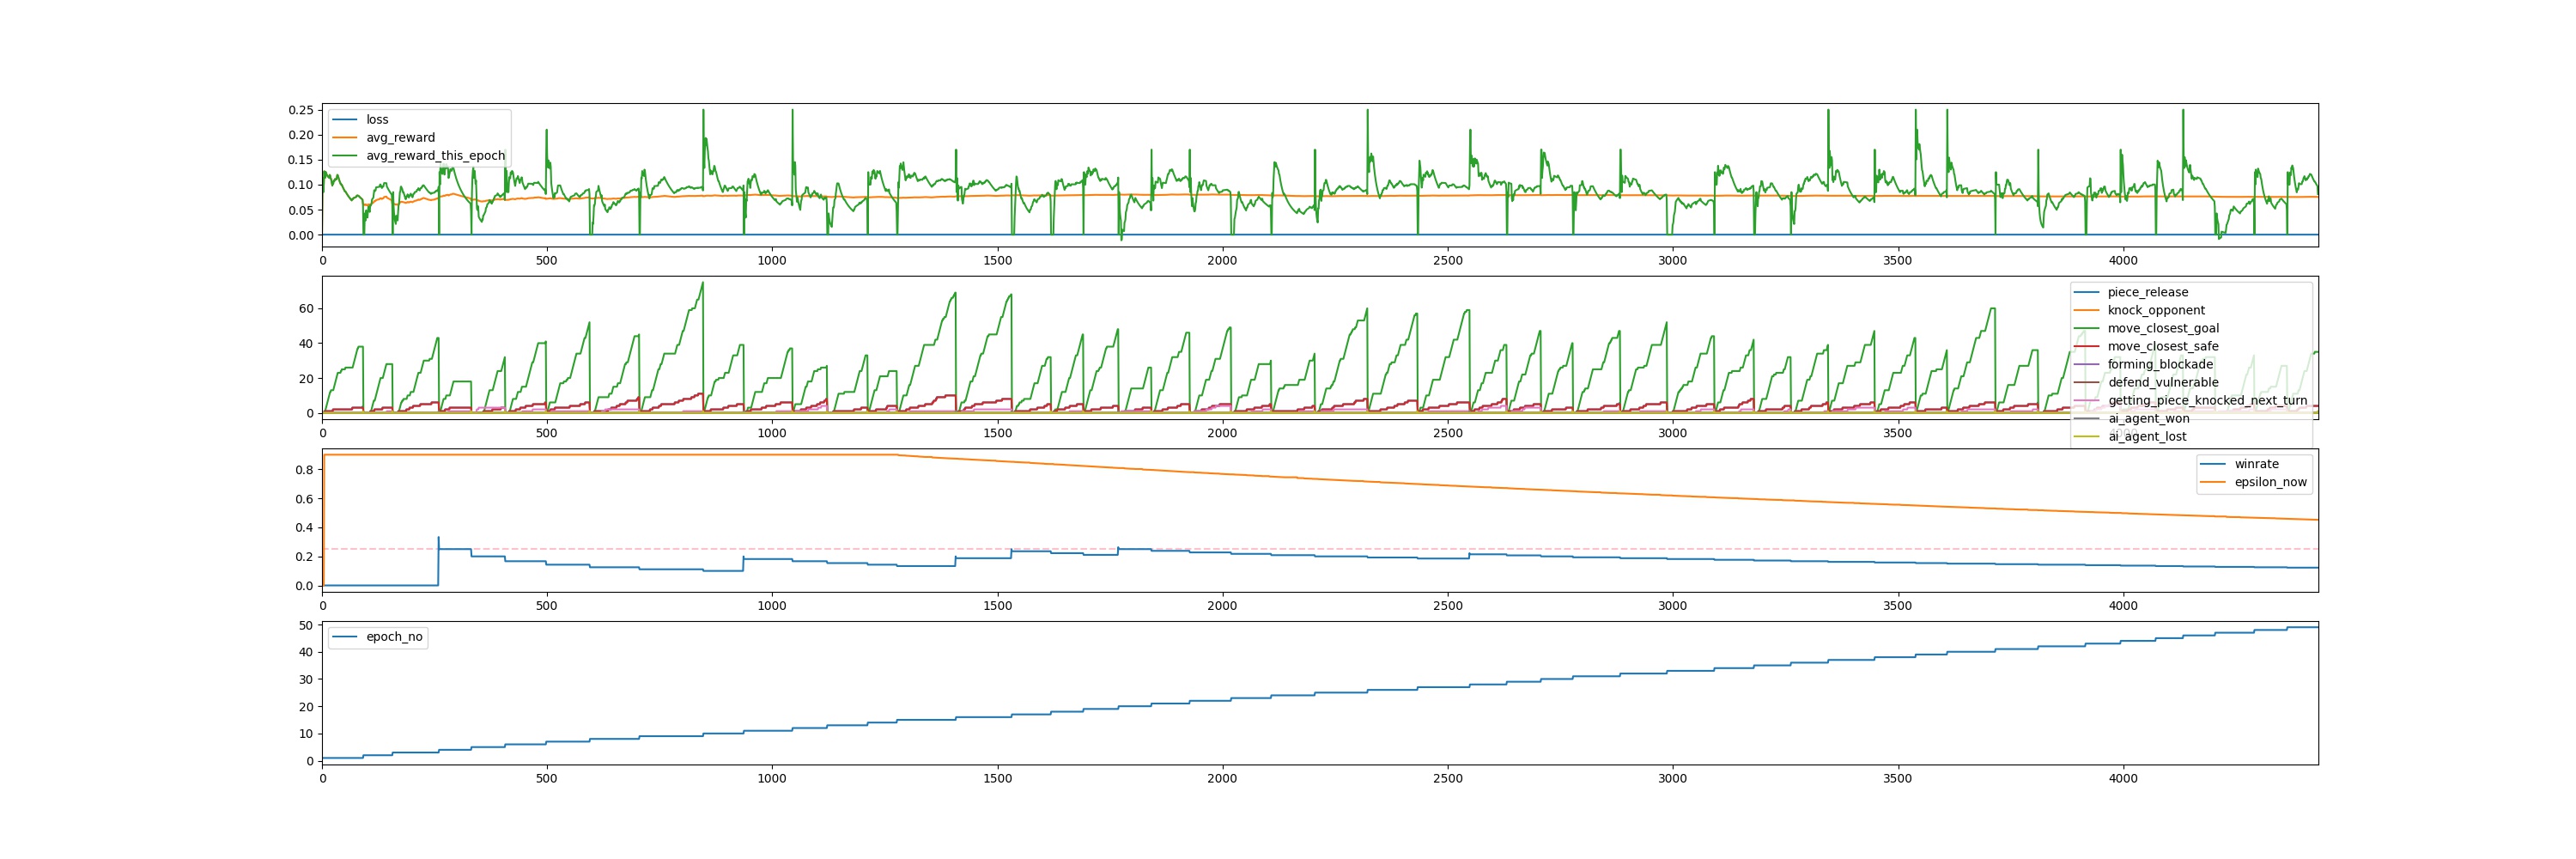 0.25
0.20
0.15
0.10
0.05
0.00
loss
avg_reward
avg_reward_this_epoch
0 500 1000 1500 2000 2500 3000 3500 4000
60
40
20
0
piece_release
knock_opponent
move_closest_goal
move_closest_safe
forming_blockade
defend_vulnerable
getting_piece_knocked_next_turn
ai_agent_won
ai_agent_lost
0 500 1000 1500 2000 2500 3000 3500 4000
0.8
0.6
0.4
0.2
0.0
winrate
epsilon_now
0 500 1000 1500 2000 2500 3000 3500 4000
50
40
30
20
10
0
epoch_no
0 500 1000 1500 2000 2500 3000 3500 4000